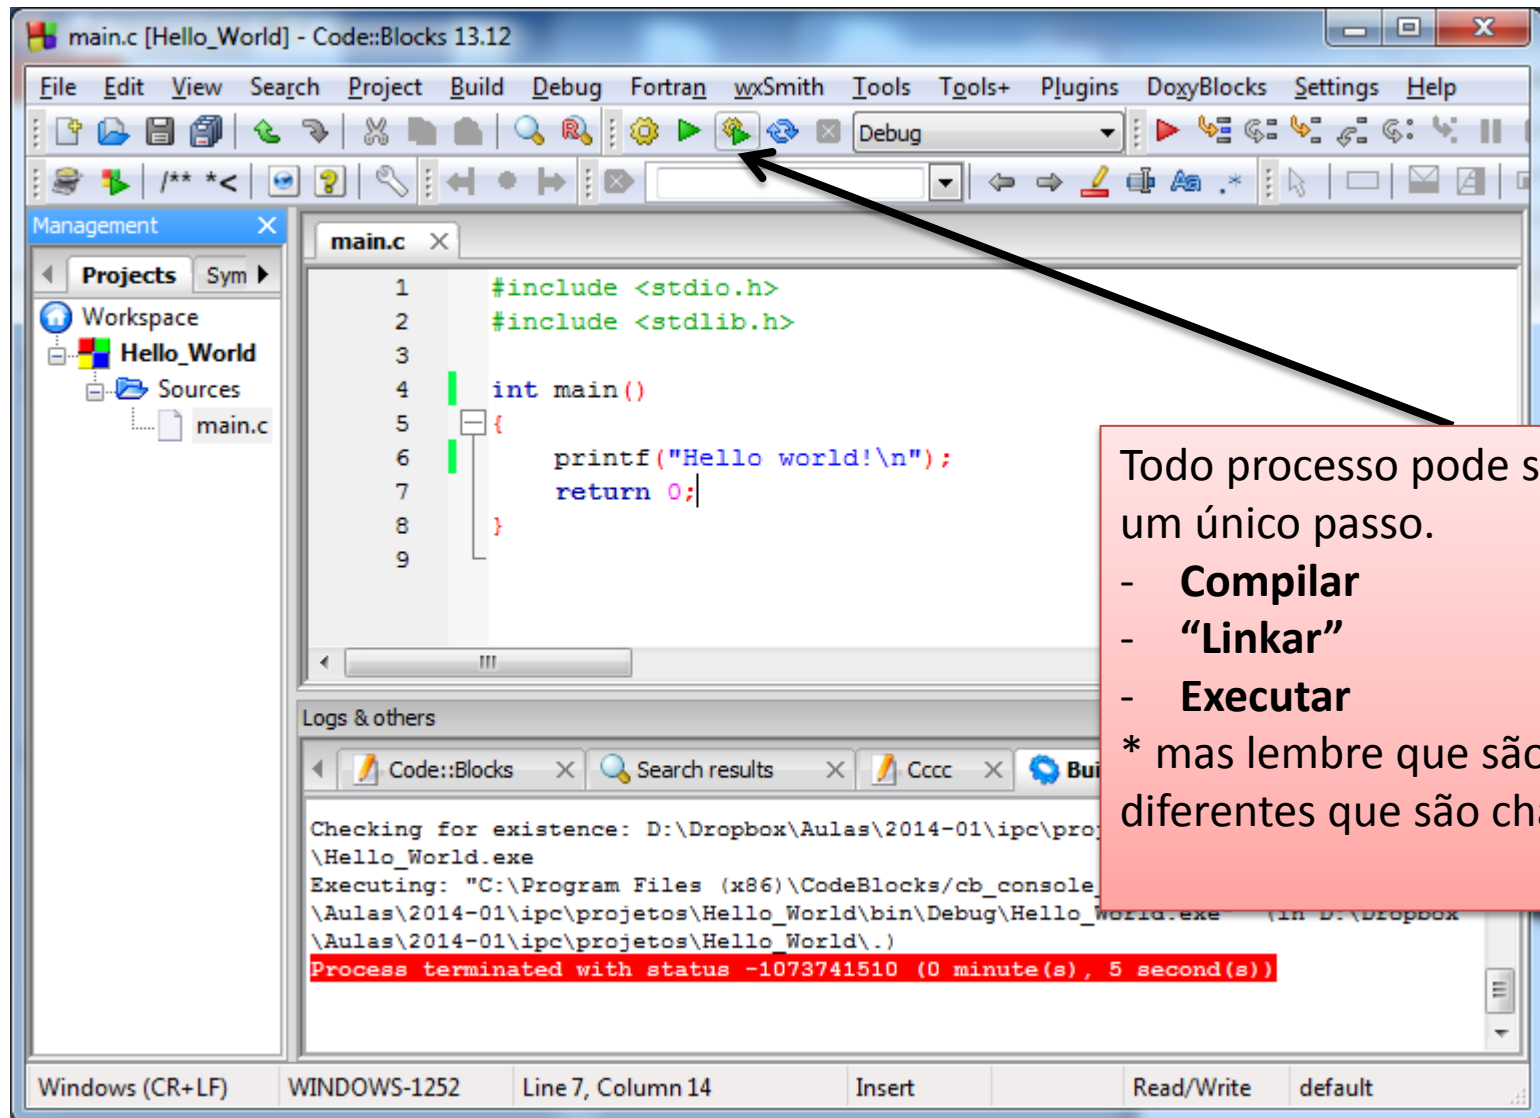 main.c [Hello_World] - Code::Blocks 13.12
File Edit View Search Project Build Debug Fortran wxSmith Tools Tools+ Plugins DoxyBlocks Settings Help
Debug
/** *<
Management
main.c
Projects Sym
Workspace
Hello_World
Sources
main.c
1 #include <stdio.h>
2 #include <stdlib.h>
3
4 int main()
5 {
6 printf("Hello world!\n");
7 return 0;
8 }
9
Todo processo pode s
um único passo.
- Compilar
- “Linkar”
- Executar
* mas lembre que são
diferentes que são cha
Logs & others
Code::Blocks Search results Cccc Bui
Checking for existence: D:\Dropbox\Aulas\2014-01\ipc\proj
\Hello_World.exe
Executing: "C:\Program Files (x86)\CodeBlocks/cb_console_
\Aulas\2014-01\ipc\projetos\Hello_World\bin\Debug\Hello_World.exe" (in D:\Dropbox
\Aulas\2014-01\ipc\projetos\Hello_World\.)
Process terminated with status -1073741510 (0 minute(s), 5 second(s))
Windows (CR+LF) WINDOWS-1252 Line 7, Column 14 Insert Read/Write default